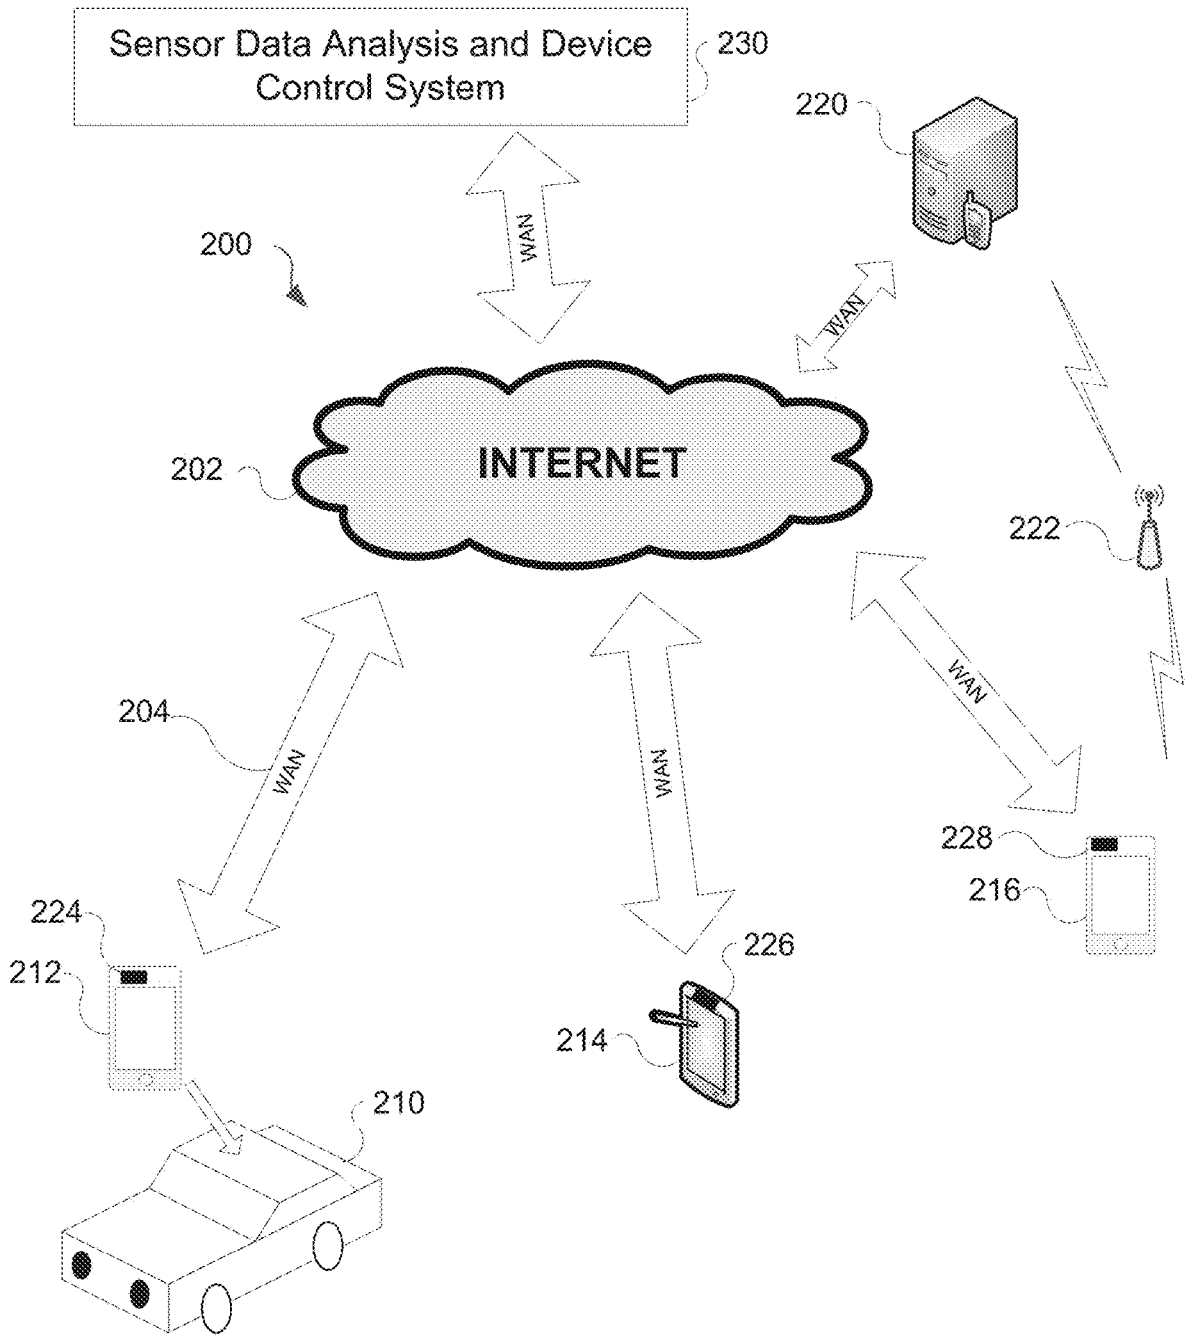 Sensor Data Analysis and Device
Control System
230
220
200
WAN
WAN
INTERNET
202
222
204
WAN
WAN
WAN
228
216
224
212
226
214
210